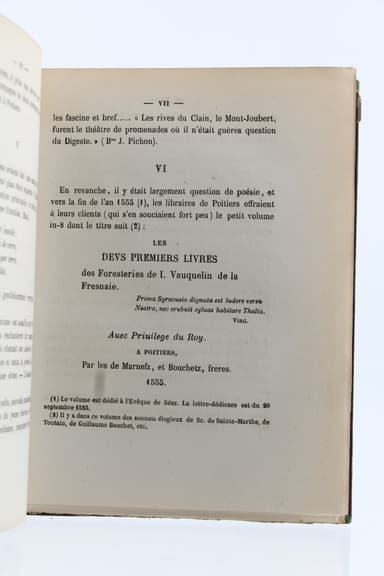 — VII —
les fascine et bref..... « Les rives du Clain, le Mont-Joubert,
furent le théâtre de promenades où il n'était guères question
du Digeste. » (Bon J. Pichon).
VI
En revanche, il y était largement question de poésie, et
vers la fin de l'an 1555 (1), les libraires de Poitiers offraient
à leurs clients (qui s'en souciaient fort peu) le petit volume
in-8 dont le titre suit (2) :
LES
DEVS PREMIERS LIVRES
des Foresteries de I. Vauquelin de la
Fresnaie.
Prima Syracusio dignata est ludere versu
Nostra, nec erubuit sylvas habitare Thalia.
VIRG.
Auec Priuilege du Roy.
A POITIERS,
Par les de Marnefz, et Bouchetz, freres.
1555.
(1) Le volume est dédié à l'Evêque de Séez. La lettre-dédicace est du 20
septembre 1555.
(2) Il y a dans ce volume des sonnets élogieux de Sc. de Sainte-Marthe, de
Toutain, de Guillaume Bouchet, etc.